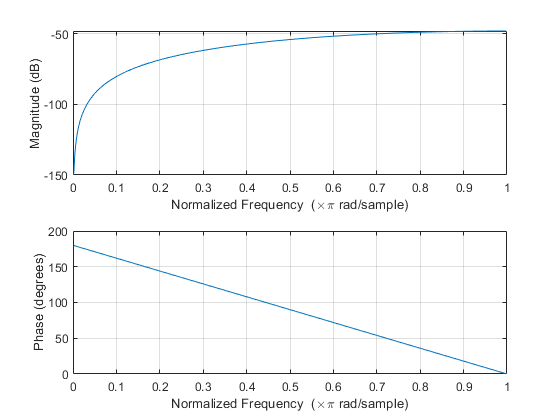 -50
-100
-150
Magnitude (dB)
0 0.1 0.2 0.3 0.4 0.5 0.6 0.7 0.8 0.9 1
Normalized Frequency (×π rad/sample)
200
150
100
50
0
Phase (degrees)
0 0.1 0.2 0.3 0.4 0.5 0.6 0.7 0.8 0.9 1
Normalized Frequency (×π rad/sample)